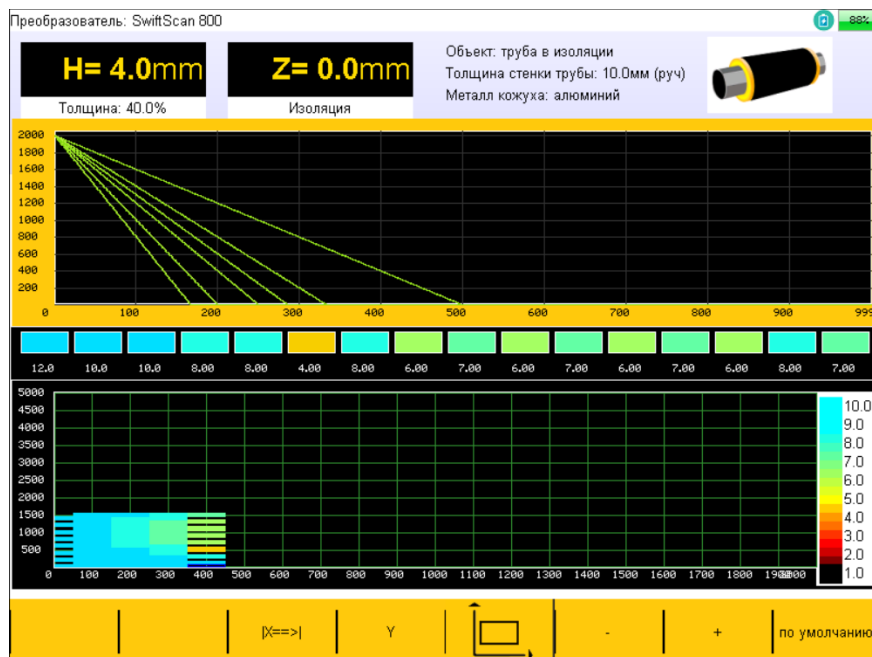 Преобразователь: SwiftScan 800
88%
H= 4.0mm
Z= 0.0mm
Толщина: 40.0%
Изоляция
Объект: труба в изоляции
Толщина стенки трубы: 10.0мм (руч)
Металл кожуха: алюминий
2000
1800
1600
1400
1200
1000
800
600
400
200
0 100 200 300 400 500 600 700 800 900 999
12.0 10.0 10.0 8.00 8.00 4.00 8.00 6.00 7.00 6.00 7.00 6.00 7.00 6.00 8.00 7.00
5000
4500
4000
3500
3000
2500
2000
1500
1000
500
0 100 200 300 400 500 600 700 800 900 1000 1200 1300 1400 1500 1600 1700 1800
10.0
9.0
8.0
7.0
6.0
5.0
4.0
3.0
2.0
1.0
|X==>| Y - + по умолчанию